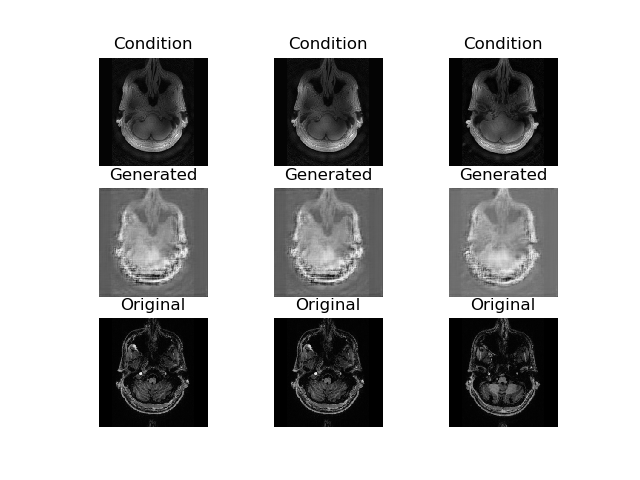 Condition Condition Condition
Generated Generated Generated
Original Original Original